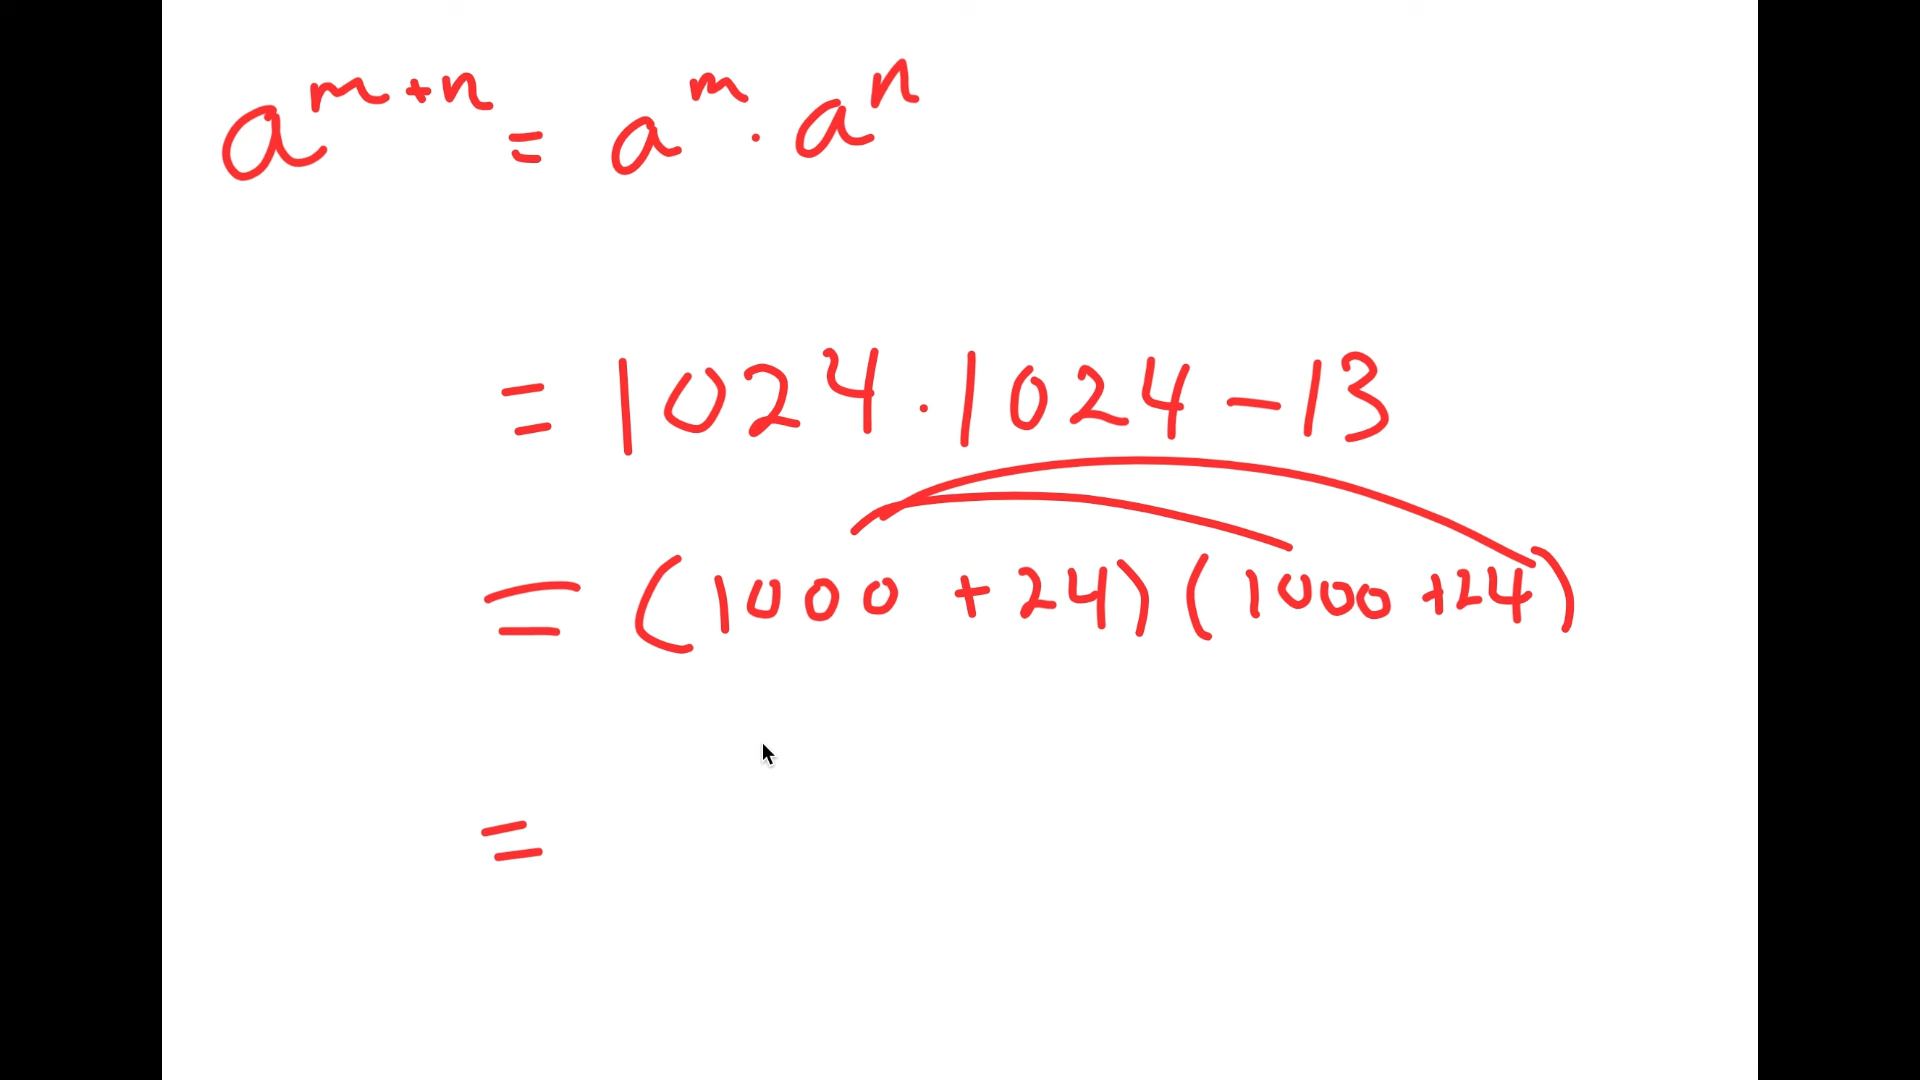 a^{m+n} = a^m · a^n
= 1024 · 1024 - 13
= (1000 + 24) (1000 + 24)
=